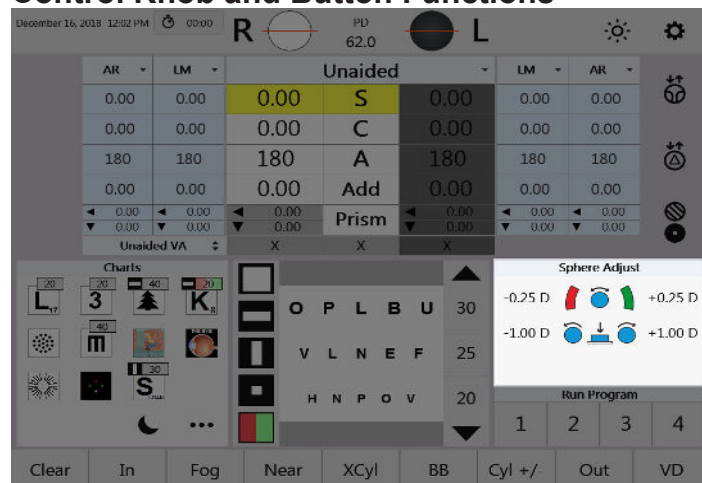 Control Knob and Button Functions
December 16, 2018 12:02 PM 00:00 R PD L
62.0
AR LM Unaided LM AR
0.00 0.00 0.00 S 0.00 0.00 0.00
0.00 0.00 0.00 C 0.00 0.00 0.00
180 180 180 A 180 180 180
0.00 0.00 0.00 Add 0.00 0.00 0.00
0.00 0.00 0.00 Prism 0.00 0.00 0.00
0.00 0.00 0.00 0.00 0.00 0.00
Unaided VA X X X
Charts
20 20 40 20
L 17 3 K 8
40
m
30
S
O P L B U 30
V L N E F 25
H N P O V 20
Sphere Adjust
-0.25 D +0.25 D
-1.00 D +1.00 D
Run Program
1 2 3 4
Clear In Fog Near XCyl BB Cyl +/- Out VD